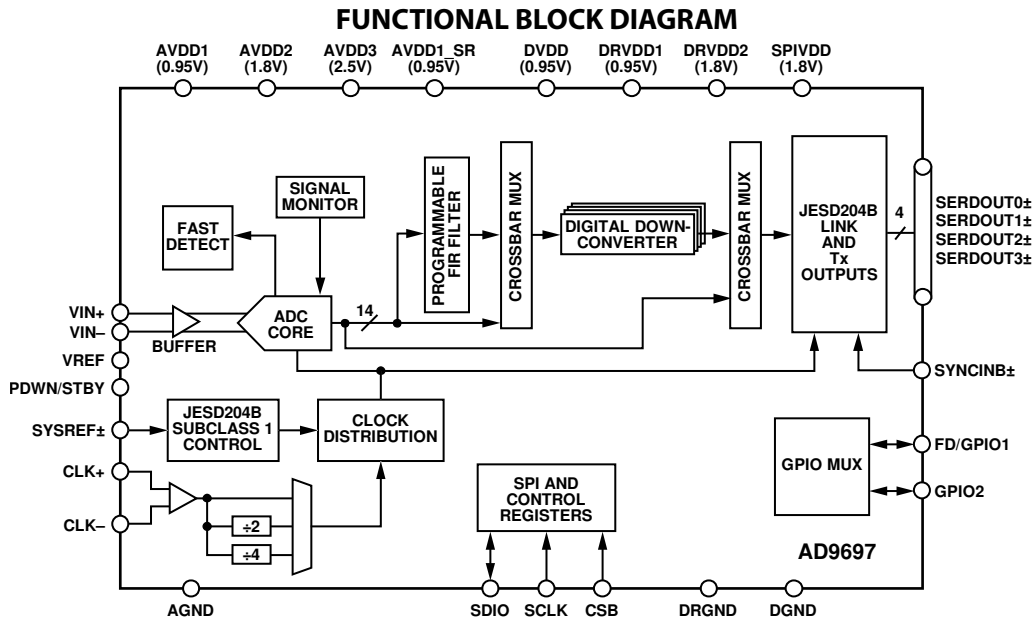 FUNCTIONAL BLOCK DIAGRAM
AVDD1
(0.95V)
AVDD2
(1.8V)
AVDD3
(2.5V)
AVDD1_SR
(0.95V)
DVDD
(0.95V)
DRVDD1
(0.95V)
DRVDD2
(1.8V)
SPIVDD
(1.8V)
SIGNAL
MONITOR
FAST
DETECT
PROGRAMMABLE
FIR FILTER
CROSSBAR MUX
DIGITAL DOWN-
CONVERTER
CROSSBAR MUX
JESD204B
LINK
AND
Tx
OUTPUTS
4
SERDOUT0±
SERDOUT1±
SERDOUT2±
SERDOUT3±
VIN+
VIN–
BUFFER
ADC
CORE
14
VREF
PDWN/STBY
SYNCINB±
SYSREF±
JESD204B
SUBCLASS 1
CONTROL
CLOCK
DISTRIBUTION
CLK+
CLK–
÷2
÷4
SPI AND
CONTROL
REGISTERS
GPIO MUX
FD/GPIO1
GPIO2
AD9697
AGND
SDIO
SCLK
CSB
DRGND
DGND